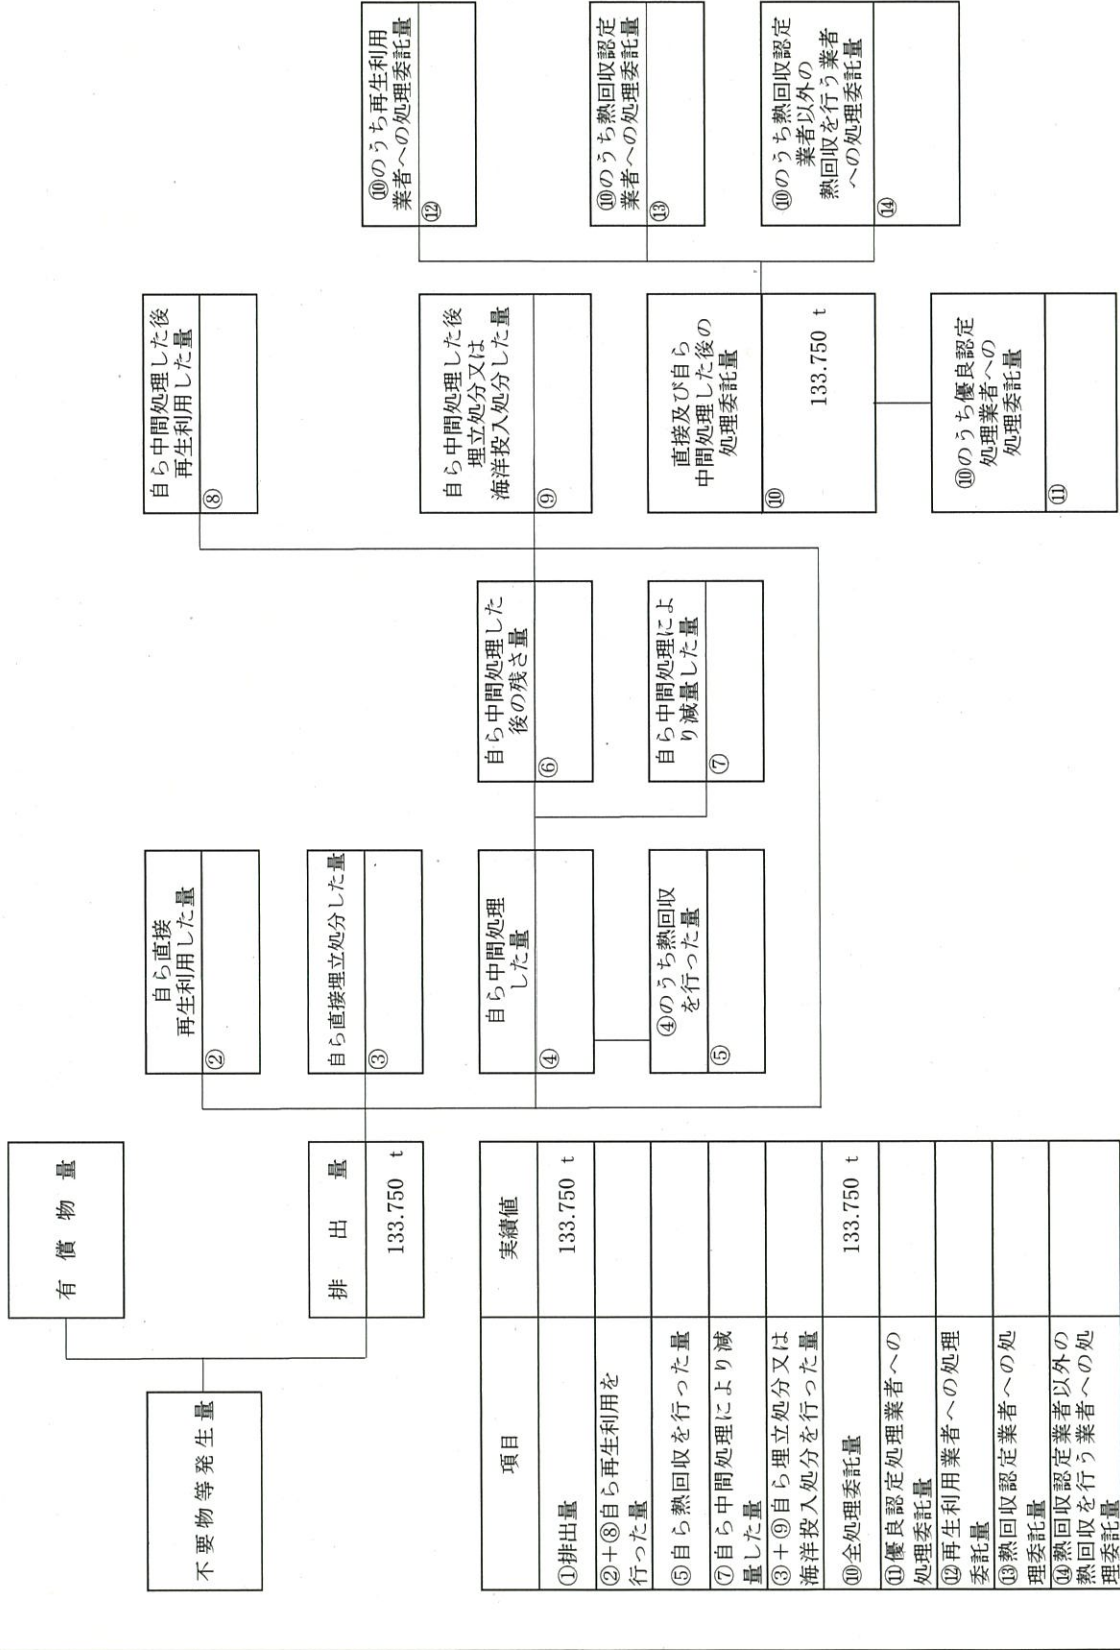 有償物量
不要物等発生量
排出量
133.750 t
自ら直接
再生利用した量
②
自ら直接埋立処分した量
③
自ら中間処理
した量
④
④のうち熱回収
を行った量
⑤
自ら中間処理した
後の残さ量
⑥
自ら中間処理によ
り減量した量
⑦
自ら中間処理した後
再生利用した量
⑧
自ら中間処理した後
埋立処分又は
海洋投入処分した量
⑨
直接及び自ら
中間処理した後の
処理委託量
⑩
133.750 t
⑩のうち優良認定
処理業者への
処理委託量
⑪
⑩のうち再生利用
業者への処理委託量
⑫
⑩のうち熱回収認定
業者への処理委託量
⑬
⑩のうち熱回収認定
業者以外の
熱回収を行う業者
への処理委託量
⑭
項目 実績値
①排出量 133.750 t
②+⑧自ら再生利用を
行った量
⑤自ら熱回収を行った量
⑦自ら中間処理により減
量した量
③+⑨自ら埋立処分又は
海洋投入処分を行った量
⑩全処理委託量 133.750 t
⑪優良認定処理業者への
処理委託量
⑫再生利用業者への処理
委託量
⑬熱回収認定業者への処
理委託量
⑭熱回収認定業者以外の
熱回収を行う業者への処
理委託量